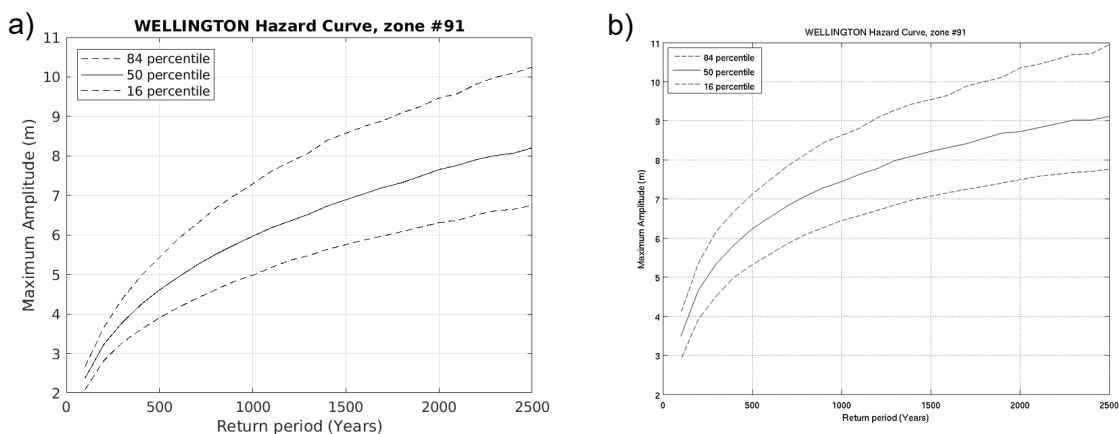 a)
WELLINGTON Hazard Curve, zone #91
11
10
9
8
7
6
5
4
3
2
Maximum Amplitude (m)
84 percentile
50 percentile
16 percentile
0 500 1000 1500 2000 2500
Return period (Years)
b)
WELLINGTON Hazard Curve, zone #91
11
10
9
8
7
6
5
4
3
2
Maximum Amplitude (m)
84 percentile
50 percentile
16 percentile
0 500 1000 1500 2000 2500
Return period (Years)